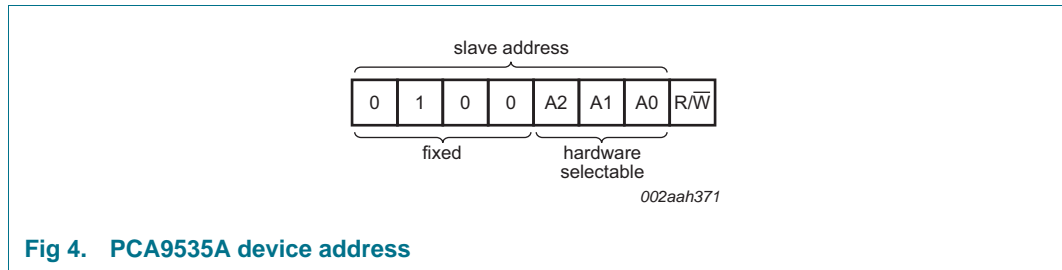 slave address
0 1 0 0 A2 A1 A0 R/W̅
fixed
hardware
selectable
002aah371
Fig 4. PCA9535A device address